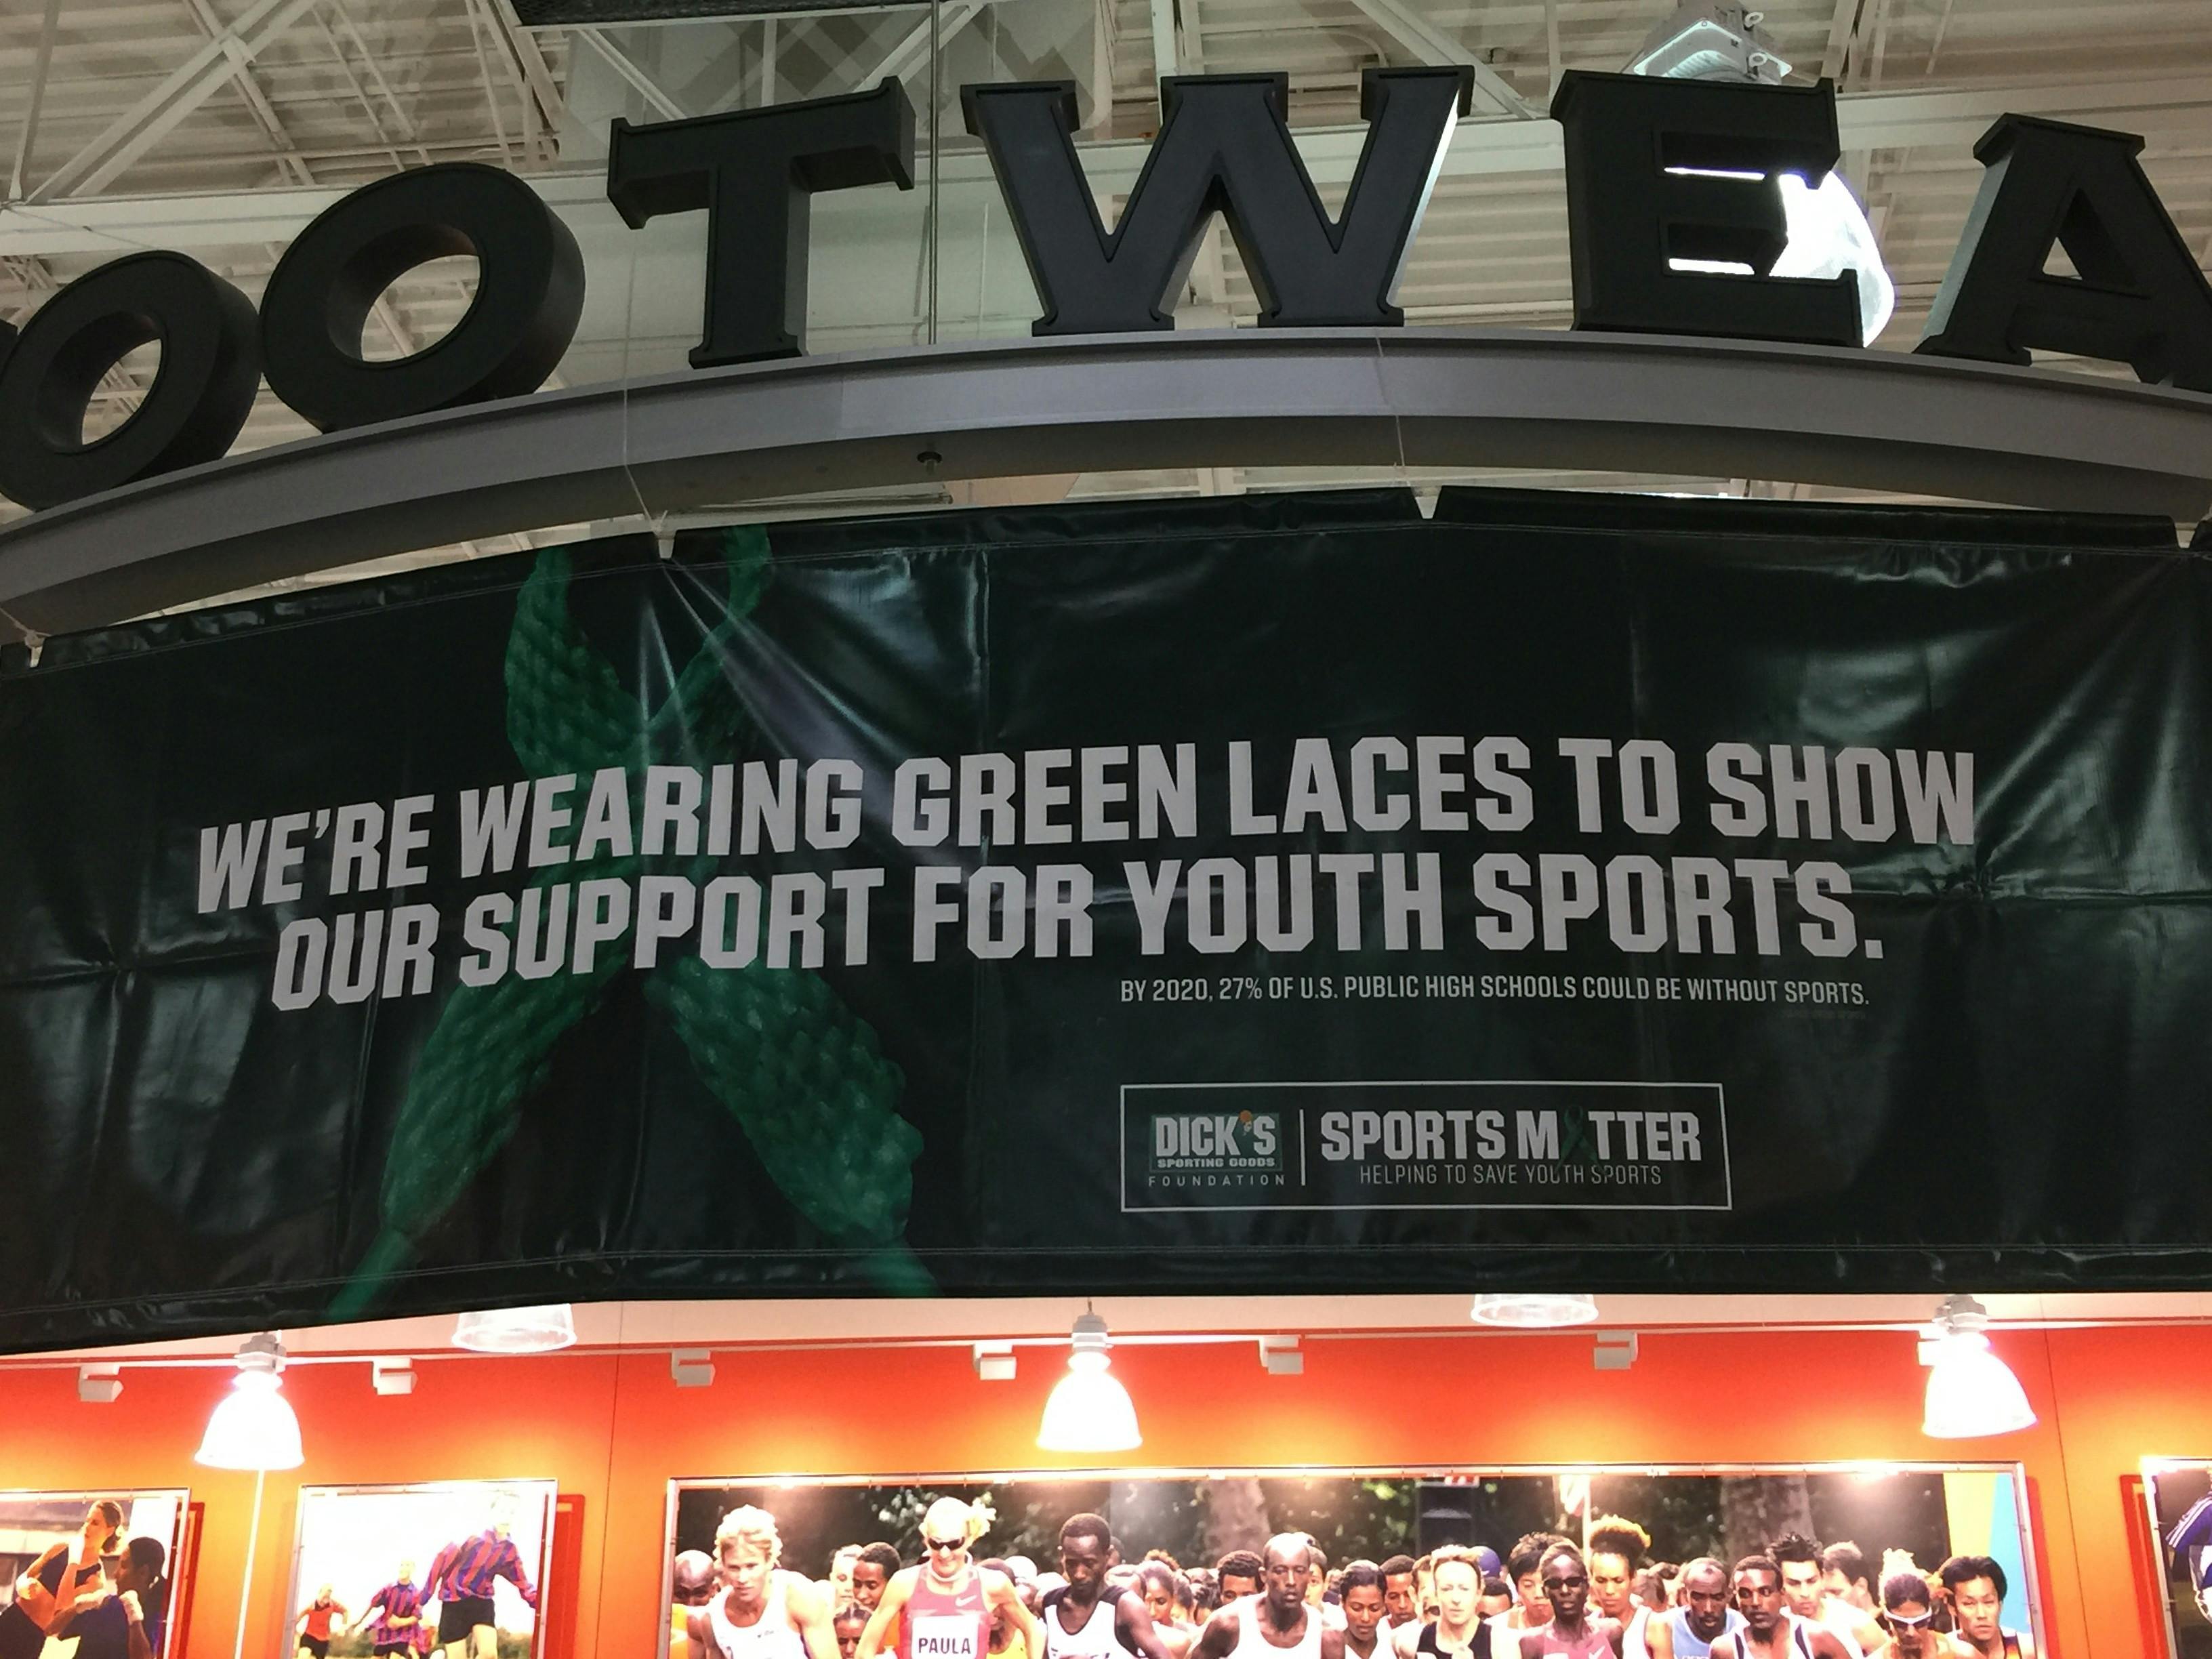 OOTWEA
WE'RE WEARING GREEN LACES TO SHOW
OUR SUPPORT FOR YOUTH SPORTS.
BY 2020, 27% OF U.S. PUBLIC HIGH SCHOOLS COULD BE WITHOUT SPORTS.
DICK'S
SPORTING GOODS
FOUNDATION
SPORTS MATTER
HELPING TO SAVE YOUTH SPORTS
PAULA